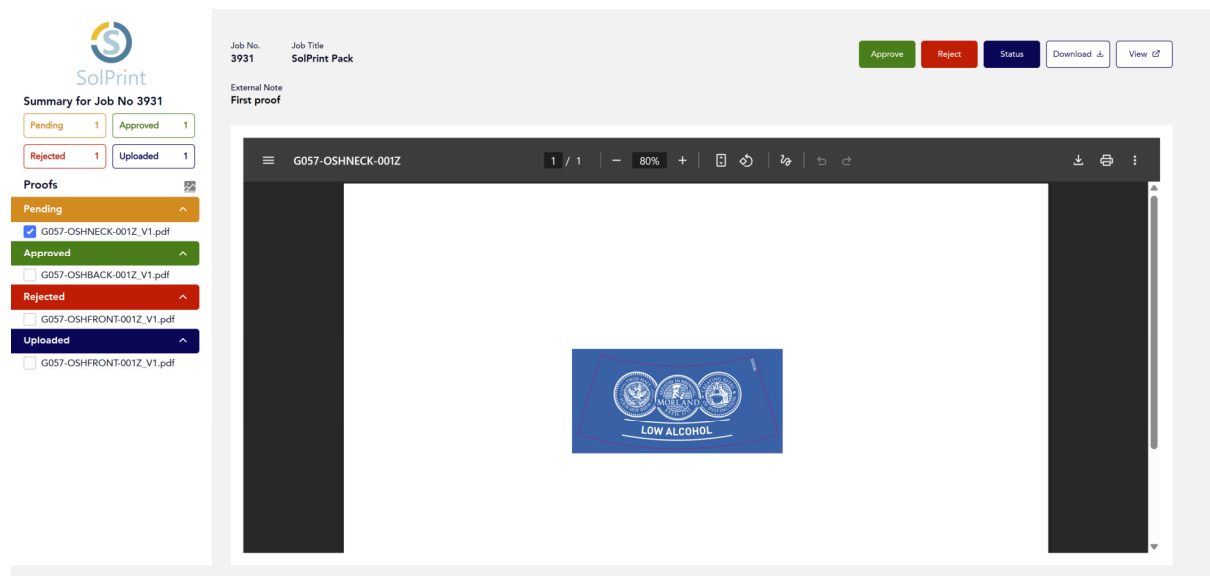 SolPrint
Summary for Job No 3931
Pending 1
Approved 1
Rejected 1
Uploaded 1
Proofs
Pending
G057-OSHNECK-001Z_V1.pdf
Approved
G057-OSHBACK-001Z_V1.pdf
Rejected
G057-OSHFRONT-001Z_V1.pdf
Uploaded
G057-OSHFRONT-001Z_V1.pdf
Job No. Job Title
3931 SolPrint Pack
Approve Reject Status Download View
External Note
First proof
G057-OSHNECK-001Z 1 / 1 80%
MORLAND
LOW ALCOHOL